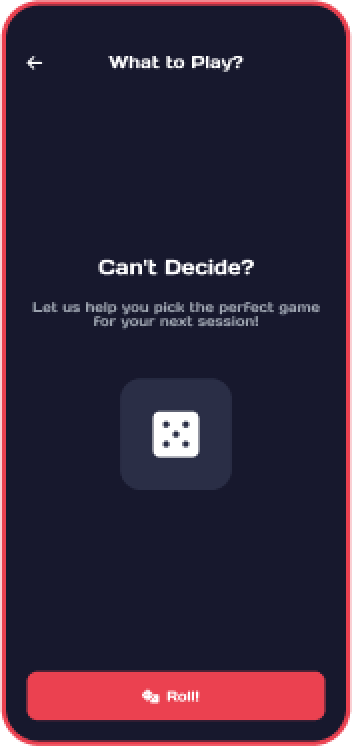 What to Play?
Can't Decide?
Let us help you pick the perfect game
for your next session!
Roll!